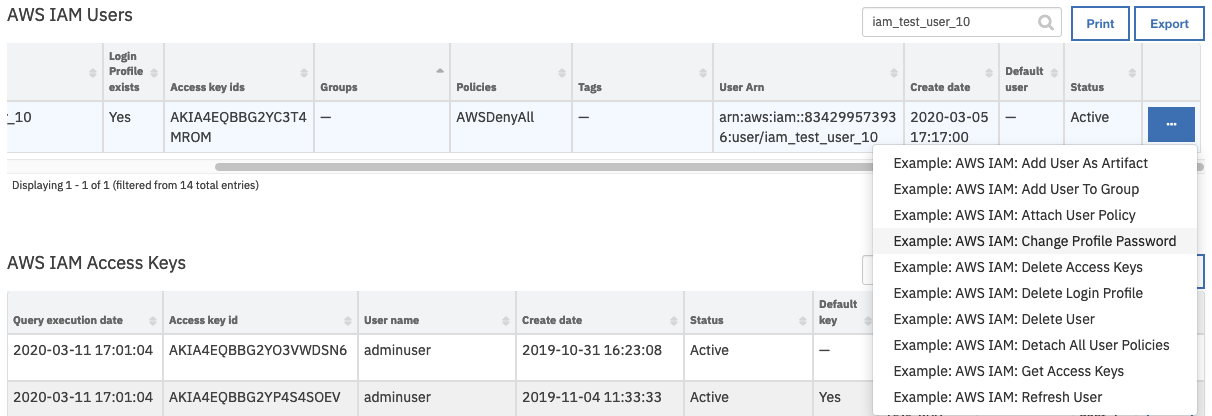 AWS IAM Users
iam_test_user_10
Print
Export
Login Profile exists
Access key ids
Groups
Policies
Tags
User Arn
Create date
Default user
Status
_10
Yes
AKIA4EQBBG2YC3T4
MROM
—
AWSDenyAll
—
arn:aws:iam::83429957393
6:user/iam_test_user_10
2020-03-05
17:17:00
—
Active
...
Displaying 1 - 1 of 1 (filtered from 14 total entries)
Example: AWS IAM: Add User As Artifact
Example: AWS IAM: Add User To Group
Example: AWS IAM: Attach User Policy
Example: AWS IAM: Change Profile Password
Example: AWS IAM: Delete Access Keys
Example: AWS IAM: Delete Login Profile
Example: AWS IAM: Delete User
Example: AWS IAM: Detach All User Policies
Example: AWS IAM: Get Access Keys
Example: AWS IAM: Refresh User
AWS IAM Access Keys
Query execution date
Access key id
User name
Create date
Status
Default key
2020-03-11 17:01:04
AKIA4EQBBG2YO3VWDSN6
adminuser
2019-10-31 16:23:08
Active
—
2020-03-11 17:01:04
AKIA4EQBBG2YP4S4SOEV
adminuser
2019-11-04 11:33:33
Active
Yes